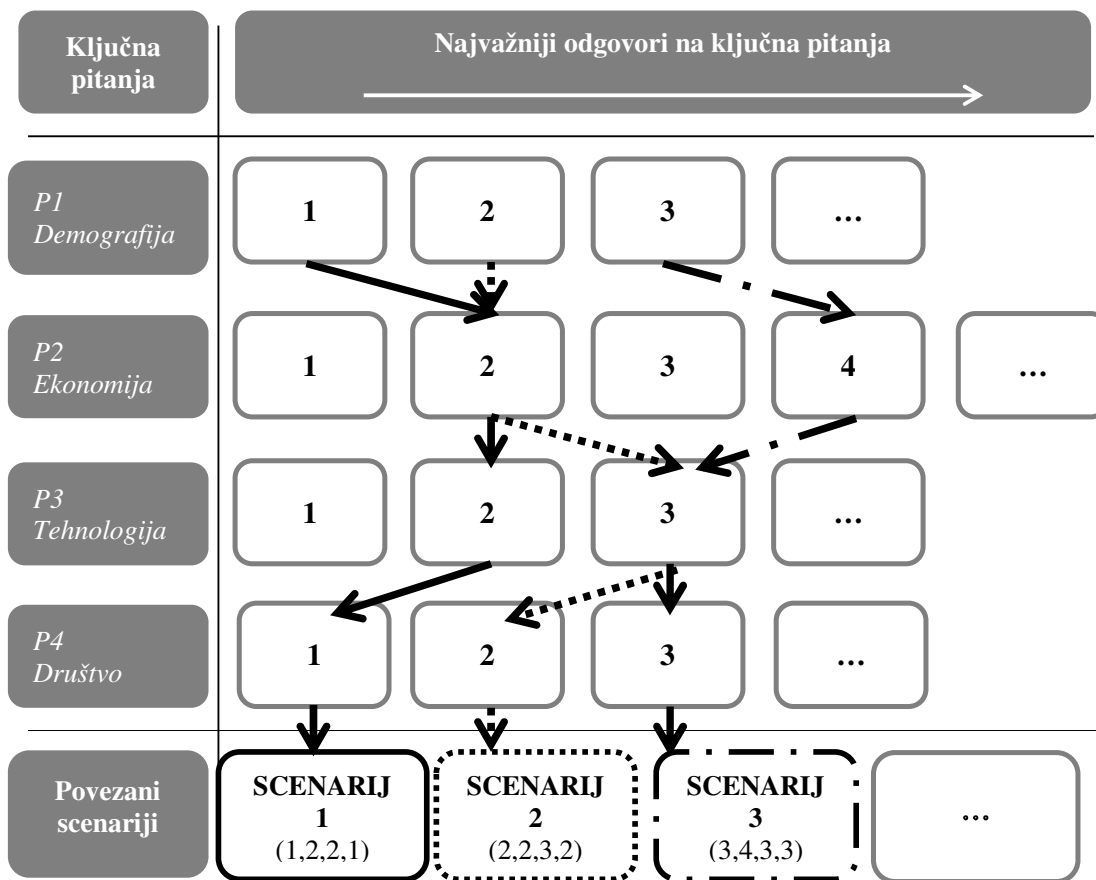 Ključna
pitanja
Najvažniji odgovori na ključna pitanja
P1
Demografija
1
2
3
...
P2
Ekonomija
1
2
3
4
...
P3
Tehnologija
1
2
3
...
P4
Društvo
1
2
3
...
Povezani
scenariji
SCENARIJ
1
(1,2,2,1)
SCENARIJ
2
(2,2,3,2)
SCENARIJ
3
(3,4,3,3)
...